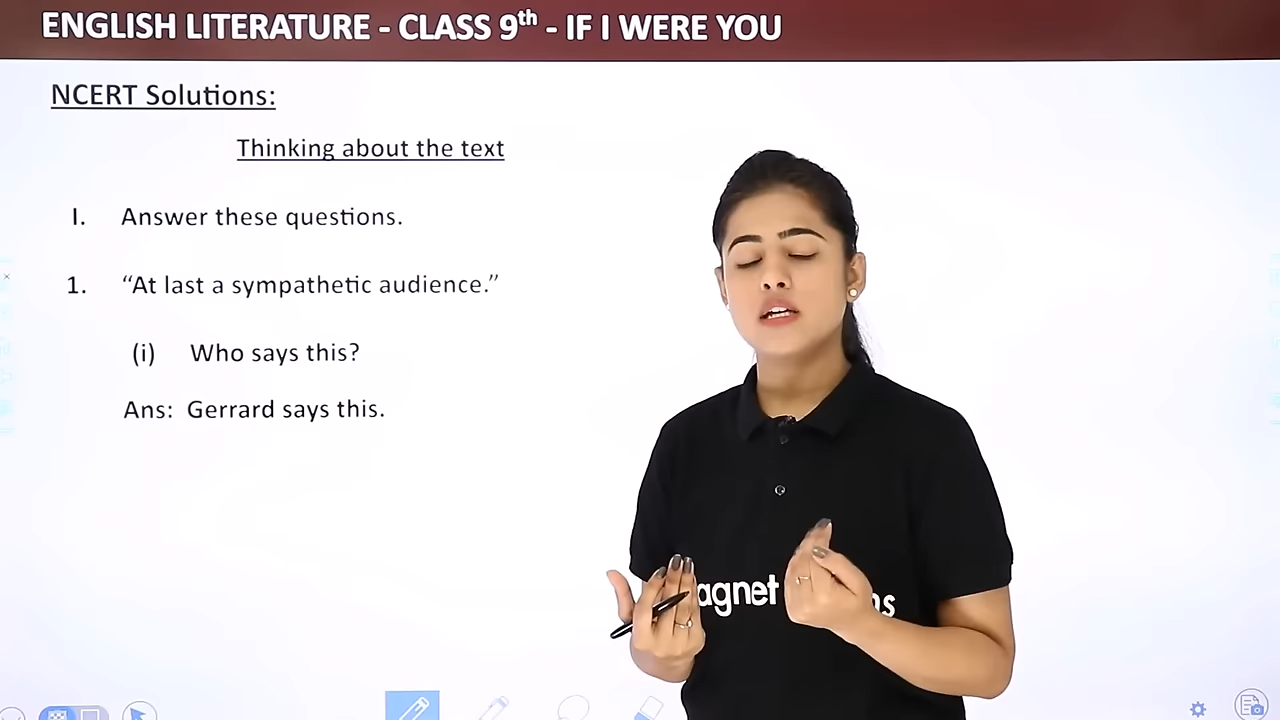 ENGLISH LITERATURE - CLASS 9th - IF I WERE YOU
NCERT Solutions:
Thinking about the text
I. Answer these questions.
1. “At last a sympathetic audience.”
(i) Who says this?
Ans: Gerrard says this.